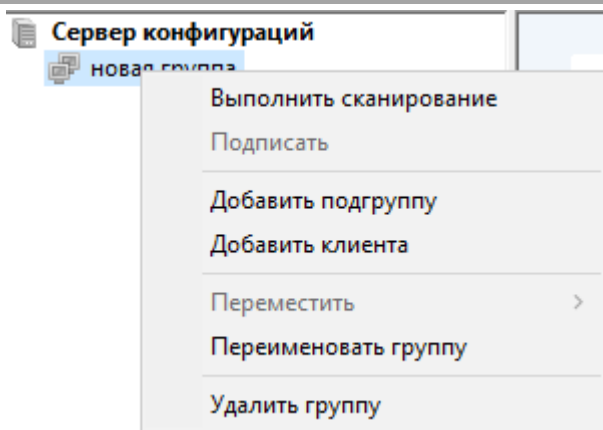 Сервер конфигураций
новая группа
Выполнить сканирование
Подписать
Добавить подгруппу
Добавить клиента
Переместить
Переименовать группу
Удалить группу